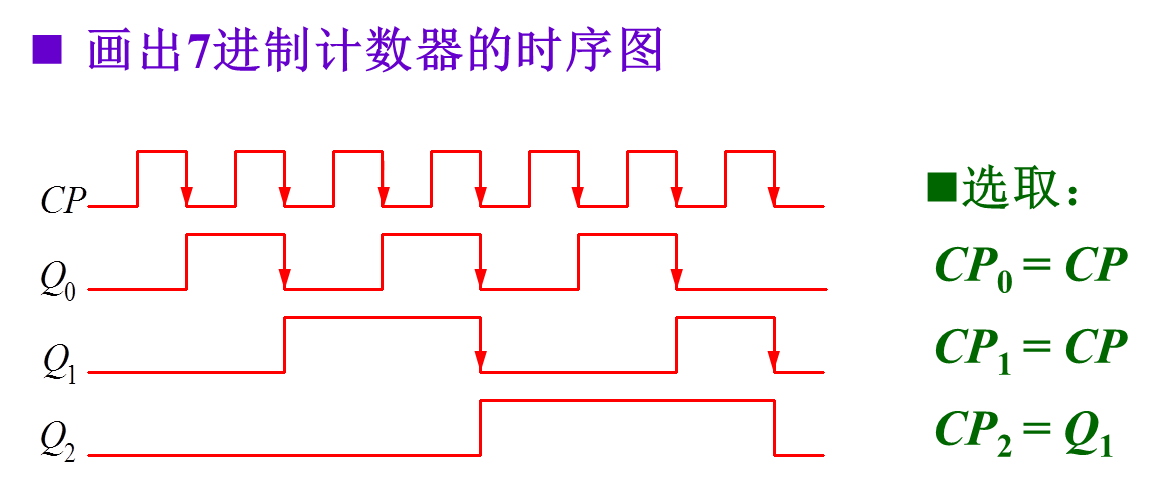 ■ 画出7进制计数器的时序图
CP
Q0
Q1
Q2
■选取：
CP0 = CP
CP1 = CP
CP2 = Q1